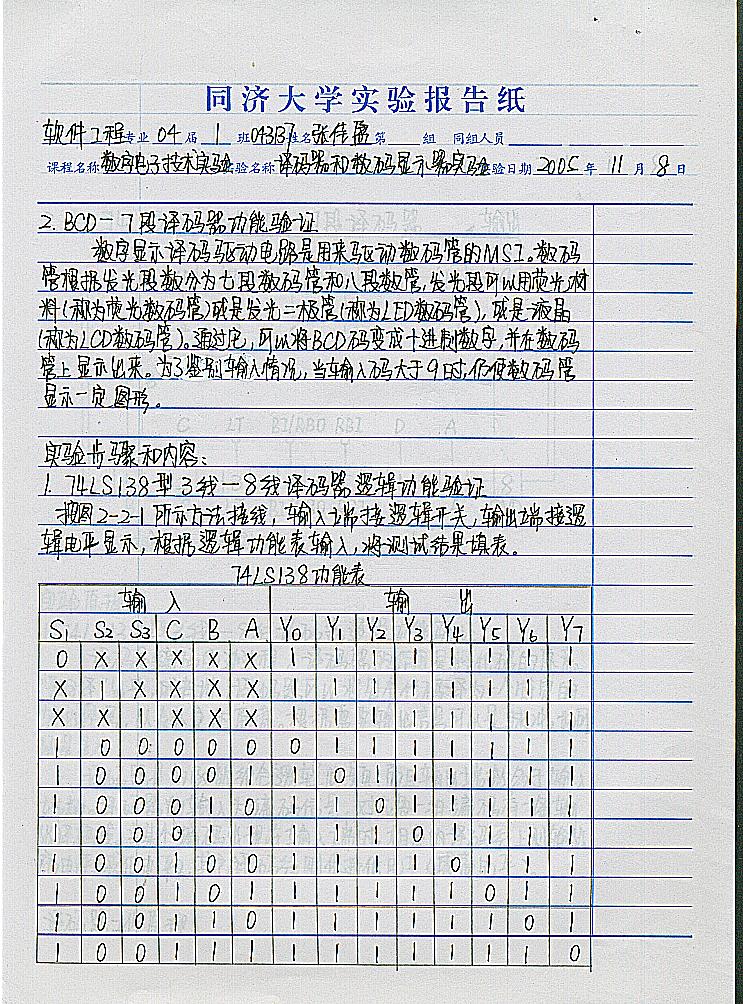 同济大学实验报告纸
软件工程专业 04 届 1 班 姓名 张佳盈 第 组 同组人员
课程名称 数字电子技术实验 实验名称 译码器和数码显示器实验 实验日期 2005 年 11 月 8 日
2. BCD—7段译码器功能验证
数字显示译码驱动电路是用来驱动数码管的MSI。数码
管根据发光段数分为七段数码管和八段数管,发光段可以用荧光材
料(称为荧光数码管)或是发光二极管(称为LED数码管),或是液晶
(称为LCD数码管)。通过它,可以将BCD码变成十进制数字,并在数码
管上显示出来。为了鉴别输入情况,当输入码大于9时,仍使数码管
显示一定图形。
实验步骤和内容:
1. 74LS138型3线—8线译码器逻辑功能验证
按图2-2-1所示方法接线,输入端接逻辑开关,输出端接逻
辑电平显示,根据逻辑功能表输入,将测试结果填表。
74LS138功能表
输入 输出
S1 S2 S3 C B A Y0 Y1 Y2 Y3 Y4 Y5 Y6 Y7
0 X X X X X 1 1 1 1 1 1 1 1
X 1 X X X X 1 1 1 1 1 1 1 1
X X 1 X X X 1 1 1 1 1 1 1 1
1 0 0 0 0 0 0 1 1 1 1 1 1 1
1 0 0 0 0 1 1 0 1 1 1 1 1 1
1 0 0 0 1 0 1 1 0 1 1 1 1 1
1 0 0 0 1 1 1 1 1 0 1 1 1 1
1 0 0 1 0 0 1 1 1 1 0 1 1 1
1 0 0 1 0 1 1 1 1 1 1 0 1 1
1 0 0 1 1 0 1 1 1 1 1 1 0 1
1 0 0 1 1 1 1 1 1 1 1 1 1 0